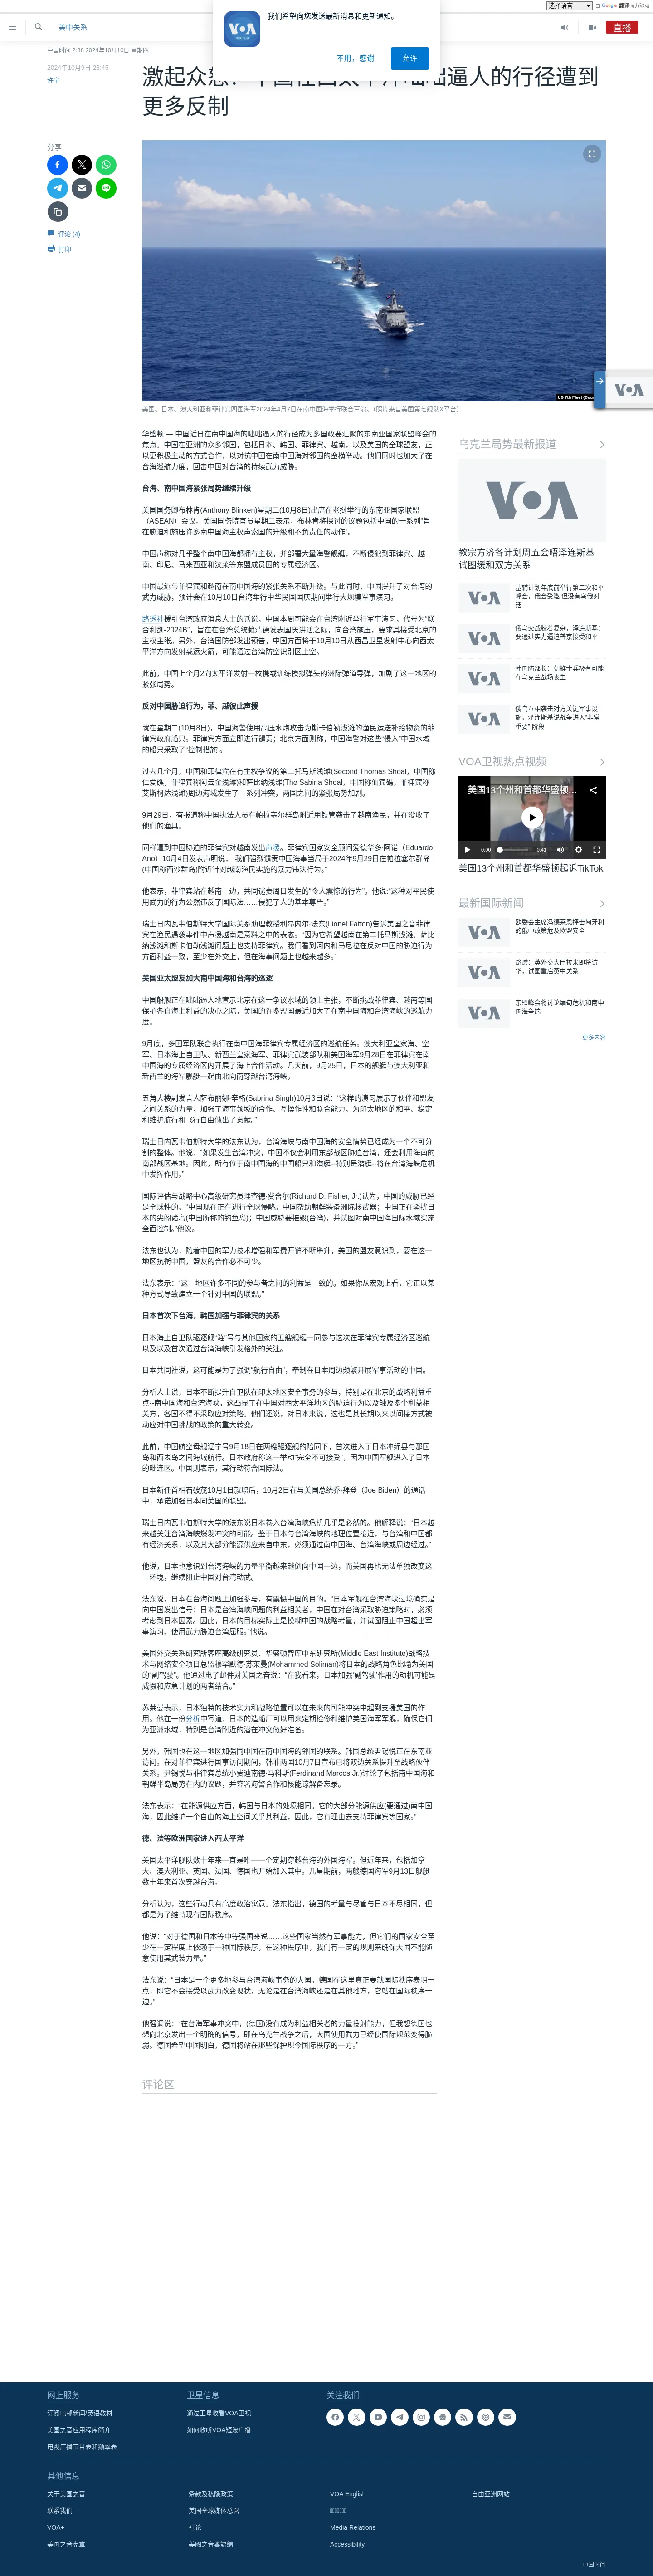 选择语言
由 Google 翻译强力驱动
美中关系
直播
我们希望向您发送最新消息和更新通知。
不用，感谢
允许
中国时间 2:38 2024年10月10日 星期四
2024年10月9日 23:45
许宁
更多反制
分享
评论 (4)
打印
VOA
美国、日本、澳大利亚和菲律宾四国海军2024年4月7日在南中国海举行联合军演。（照片来自美国第七舰队X平台）
华盛顿 — 中国近日在南中国海的咄咄逼人的行径成为多国政要汇聚的东南亚国家联盟峰会的
焦点。中国在亚洲的众多邻国，包括日本、韩国、菲律宾、越南，以及美国的全球盟友，正
以更积极主动的方式合作，以对抗中国在南中国海对邻国的蛮横举动。他们同时也加大了在
台海巡航力度，回击中国对台湾的持续武力威胁。
台海、南中国海紧张局势继续升级
美国国务卿布林肯(Anthony Blinken)星期二(10月8日)出席在老挝举行的东南亚国家联盟
（ASEAN）会议。美国国务院官员星期二表示，布林肯将探讨的议题包括中国的一系列“旨
在胁迫和施压许多南中国海主权声索国的升级和不负责任的动作”。
中国声称对几乎整个南中国海都拥有主权，并部署大量海警舰艇，不断侵犯到菲律宾、越
南、印尼、马来西亚和汶莱等东盟成员国的专属经济区。
中国最近与菲律宾和越南在南中国海的紧张关系不断升级。与此同时，中国提升了对台湾的
武力威胁，预计会在10月10日台湾举行中华民国国庆期间举行大规模军事演习。
路透社援引台湾政府消息人士的话说，中国本周可能会在台湾附近举行军事演习，代号为“联
合利剑-2024B”，旨在在台湾总统赖清德发表国庆讲话之际，向台湾施压，要求其接受北京的
主权主张。另外，台湾国防部发出预告，中国方面将于10月10日从西昌卫星发射中心向西太
平洋方向发射载运火箭，可能会通过台湾防空识别区上空。
此前，中国上个月2向太平洋发射一枚携载训练模拟弹头的洲际弹道导弹，加剧了这一地区的
紧张局势。
反对中国胁迫行为，菲、越彼此声援
就在星期二(10月8日)，中国海警使用高压水炮攻击为斯卡伯勒浅滩的渔民运送补给物资的菲
律宾政府船只。菲律宾方面立即进行谴责；北京方面则称，中国海警对这些“侵入”中国水域
的船只采取了“控制措施”。
过去几个月，中国和菲律宾在有主权争议的第二托马斯浅滩(Second Thomas Shoal，中国称
仁爱礁，菲律宾称阿云金浅滩)和萨比纳浅滩(The Sabina Shoal，中国称仙宾礁，菲律宾称
艾斯柯达浅滩)周边海域发生了一系列冲突，两国之间的紧张局势加剧。
9月29日，有报道称中国执法人员在帕拉塞尔群岛附近用铁管袭击了越南渔民，并在没收了
他们的渔具。
同样遭到中国胁迫的菲律宾对越南发出声援。菲律宾国家安全顾问爱德华多·阿诺（Eduardo
Ano）10月4日发表声明说，“我们强烈谴责中国海事当局于2024年9月29日在帕拉塞尔群岛
(中国称西沙群岛)附近针对越南渔民实施的暴力违法行为。”
他表示，菲律宾站在越南一边，共同谴责周日发生的“令人震惊的行为”。他说:“这对平民使
用武力的行为公然违反了国际法……侵犯了人的基本尊严。”
瑞士日内瓦韦伯斯特大学国际关系助理教授利昂内尔·法东(Lionel Fatton)告诉美国之音菲律
宾在渔民遇袭事件中声援越南是意料之中的表态。“因为它希望越南在第二托马斯浅滩、萨比
纳浅滩和斯卡伯勒浅滩问题上也支持菲律宾。我们看到河内和马尼拉在反对中国的胁迫行为
方面利益一致，至少在外交上，但在海事问题上也越来越多。”
美国亚太盟友加大南中国海和台海的巡逻
中国船舰正在咄咄逼人地宣示北京在这一争议水域的领土主张，不断挑战菲律宾、越南等国
保护各自海上利益的决心之际，美国的许多盟国最近加大了在南中国海和台湾海峡的巡航力
度。
9月底，多国军队联合执行在南中国海菲律宾专属经济区的巡航任务。澳大利亚皇家海、空
军、日本海上自卫队、新西兰皇家海军、菲律宾武装部队和美国海军9月28日在菲律宾在南
中国海的专属经济区内开展了海上合作活动。几天前，9月25日，日本的舰艇与澳大利亚和
新西兰的海军舰艇一起由北向南穿越台湾海峡。
五角大楼副发言人萨布丽娜·辛格(Sabrina Singh)10月3日说：“这样的演习展示了伙伴和盟友
之间关系的力量，加强了海事领域的合作、互操作性和联合能力，为印太地区的和平、稳定
和维护航行和飞行自由做出了贡献。”
瑞士日内瓦韦伯斯特大学的法东认为，台湾海峡与南中国海的安全情势已经成为一个不可分
割的整体。他说：“如果发生台湾冲突，中国不仅会利用东部战区胁迫台湾，还会利用海南的
南部战区基地。因此，所有位于南中国海的中国船只和潜艇--特别是潜艇--将在台湾海峡危机
中发挥作用。”
国际评估与战略中心高级研究员理查德·费舍尔(Richard D. Fisher, Jr.)认为，中国的威胁已经
是全球性的。“中国现在正在进行全球侵略。中国帮助朝鲜装备洲际核武器；中国正在骚扰日
本的尖阁诸岛(中国所称的钓鱼岛)；中国威胁要摧毁(台湾)，并试图对南中国海国际水域实施
全面控制。”他说。
法东也认为，随着中国的军力技术增强和军费开销不断攀升，美国的盟友意识到，要在这一
地区抗衡中国，盟友的合作必不可少。
法东表示：“这一地区许多不同的参与者之间的利益是一致的。如果你从宏观上看，它正以某
种方式导致建立一个针对中国的联盟。”
日本首次下台海，韩国加强与菲律宾的关系
日本海上自卫队驱逐舰“涟”号与其他国家的五艘舰艇一同参与这次在菲律宾专属经济区巡航
以及以及首次通过台湾海峡引发格外的关注。
日本共同社说，这可能是为了强调“航行自由”，牵制在日本周边频繁开展军事活动的中国。
分析人士说，日本不断提升自卫队在印太地区安全事务的参与，特别是在北京的战略利益重
点--南中国海和台湾海峡，这凸显了在中国对西太平洋地区的胁迫行为以及触及多个利益相
关方，各国不得不采取应对策略。他们还说，对日本来说，这也是其长期以来以间接方式被
动应对中国挑战的政策的重大转变。
此前，中国航空母舰辽宁号9月18日在两艘驱逐舰的陪同下，首次进入了日本冲绳县与那国
岛和西表岛之间海域航行。日本政府称这一举动“完全不可接受”，因为中国军舰进入了日本
的毗连区。中国则表示，其行动符合国际法。
日本新任首相石破茂10月1日就职后，10月2日在与美国总统乔·拜登（Joe Biden）的通话
中，承诺加强日本同美国的联盟。
瑞士日内瓦韦伯斯特大学的法东说日本卷入台湾海峡危机几乎是必然的。他解释说：“日本越
来越关注台湾海峡爆发冲突的可能。鉴于日本与台湾海峡的地理位置接近，与台湾和中国都
有经济关系，以及其大部分能源供应来自中东，必须通过南中国海、台湾海峡或周边经过。”
他说，日本也意识到台湾海峡的力量平衡越来越倒向中国一边，而美国再也无法单独改变这
一环境，继续阻止中国对台湾动武。
法东说，日本在台海问题上加强参与，有震慑中国的目的。“日本军舰在台湾海峡过境确实是
向中国发出信号：日本是台湾海峡问题的利益相关者，中国在对台湾采取胁迫策略时，必须
考虑到日本因素。因此，日本的目标实际上是模糊中国的战略考量，并试图阻止中国超出军
事演习、使用武力胁迫台湾屈服。”他说。
美国外交关系研究所客座高级研究员、华盛顿智库中东研究所(Middle East Institute)战略技
术与网络安全项目总监穆罕默德·苏莱曼(Mohammed Soliman)将日本的战略角色比喻为美国
的“副驾驶”。他通过电子邮件对美国之音说：“在我看来，日本加强‘副驾驶’作用的动机可能是
威慑和应急计划的两者结合。”
苏莱曼表示，日本独特的技术实力和战略位置可以在未来的可能冲突中起到支援美国的作
用。他在一份分析中写道，日本的造船厂可以用来定期检修和维护美国海军军舰，确保它们
为亚洲水域，特别是台湾附近的潜在冲突做好准备。
另外，韩国也在这一地区加强同中国在南中国海的邻国的联系。韩国总统尹锡悦正在东南亚
访问。在对菲律宾进行国事访问期间，韩菲两国10月7日宣布已将双边关系提升至战略伙伴
关系。尹锡悦与菲律宾总统小费迪南德·马科斯(Ferdinand Marcos Jr.)讨论了包括南中国海和
朝鲜半岛局势在内的议题，并签署海警合作和核能谅解备忘录。
法东表示：“在能源供应方面，韩国与日本的处境相同。它的大部分能源供应(要通过)南中国
海，因此维护一个自由的海上空间关乎其利益，因此，它有理由去支持菲律宾等国家。”
德、法等欧洲国家进入西太平洋
美国太平洋舰队数十年来一直是唯一一个定期穿越台海的外国海军。但近年来，包括加拿
大、澳大利亚、英国、法国、德国也开始加入其中。几星期前，两艘德国海军9月13日舰艇
数十年来首次穿越台海。
分析认为，这些行动具有高度政治寓意。法东指出，德国的考量与尽管与日本不尽相同，但
都是为了维持现有国际秩序。
他说：“对于德国和日本等中等强国来说……这些国家当然有军事能力，但它们的国家安全至
少在一定程度上依赖于一种国际秩序，在这种秩序中，我们有一定的规则来确保大国不能随
意使用其武装力量。”
法东说：“日本是一个更多地参与台湾海峡事务的大国。德国在这里真正要就国际秩序表明一
点，即它不会接受以武力改变现状，无论是在台湾海峡还是在其他地方，它站在国际秩序一
边。”
他强调说：“在台海军事冲突中，(德国)没有成为利益相关者的力量投射能力，但我想德国也
想向北京发出一个明确的信号，即在乌克兰战争之后，大国使用武力已经使国际规范变得脆
弱。德国希望中国明白，德国将站在那些保护现今国际秩序的一方。”
评论区
乌克兰局势最新报道
VOA
教宗方济各计划周五会晤泽连斯基
试图缓和双方关系
VOA
基辅计划年底前举行第二次和平
峰会，俄会受邀 但没有乌俄对
话
VOA
俄乌交战胶着复杂，泽连斯基：
要通过实力逼迫普京接受和平
VOA
韩国防部长：朝鲜士兵极有可能
在乌克兰战场丧生
VOA
俄乌互相袭击对方关键军事设
施，泽连斯基说战争进入“非常
重要” 阶段
VOA卫视热点视频
美国13个州和首都华盛顿…
0:00
0:41
美国13个州和首都华盛顿起诉TikTok
最新国际新闻
VOA
欧委会主席冯德莱恩抨击匈牙利
的俄中政策危及欧盟安全
VOA
路透：英外交大臣拉米即将访
华，试图重启英中关系
VOA
东盟峰会将讨论缅甸危机和南中
国海争端
更多内容
VOA
网上服务
订阅电邮新闻/英语教材
美国之音应用程序简介
电视广播节目表和频率表
卫星信息
通过卫星收看VOA卫视
如何收听VOA短波广播
关注我们
其他信息
关于美国之音
联系我们
VOA+
美国之音宪章
条款及私隐政策
美国全球媒体总署
社论
美國之音粵語網
VOA English
Media Relations
Accessibility
自由亚洲网站
中国时间